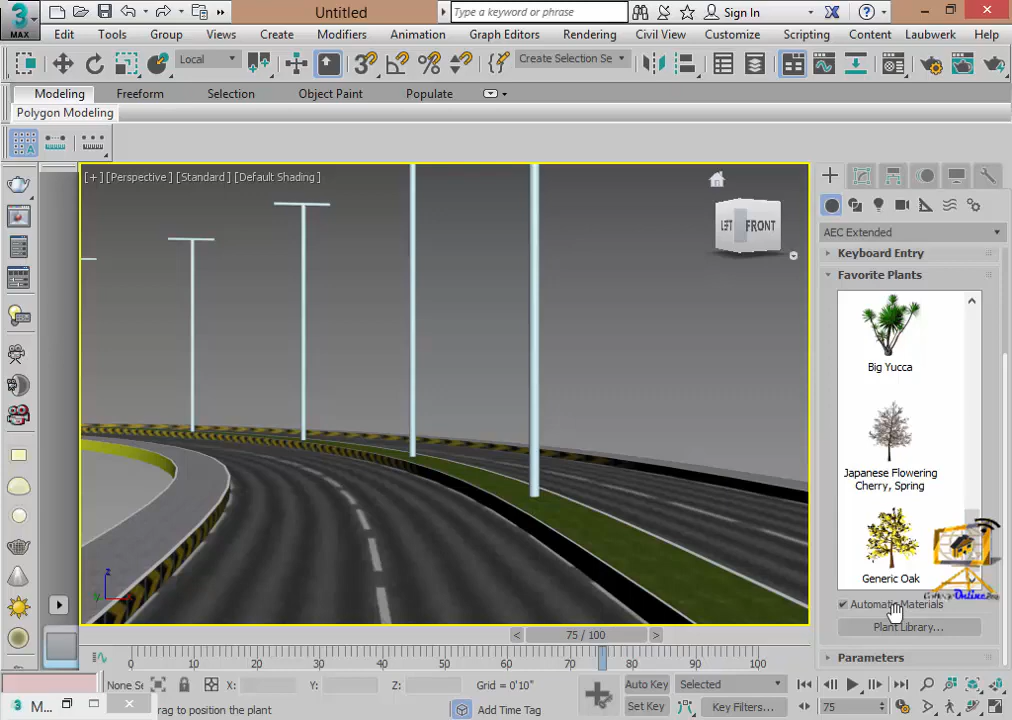 3
MAX
Untitled
Type a keyword or phrase
Sign In
Edit Tools Group Views Create Modifiers Animation Graph Editors Rendering Civil View Customize Scripting Content Laubwerk Help
Local
Create Selection Se
Modeling Freeform Selection Object Paint Populate
Polygon Modeling
[+] [Perspective] [Standard] [Default Shading]
LEFT FRONT
AEC Extended
Keyboard Entry
Favorite Plants
Big Yucca
Japanese Flowering
Cherry, Spring
Generic Oak
Automatic Materials
Plant Library...
Parameters
z
y
< 75 / 100 >
0 10 20 30 40 50 60 70 80 90 100
None Se X: Y: Z: Grid = 0'10" Auto Key Selected
M... rag to position the plant Add Time Tag Set Key Key Filters... 75